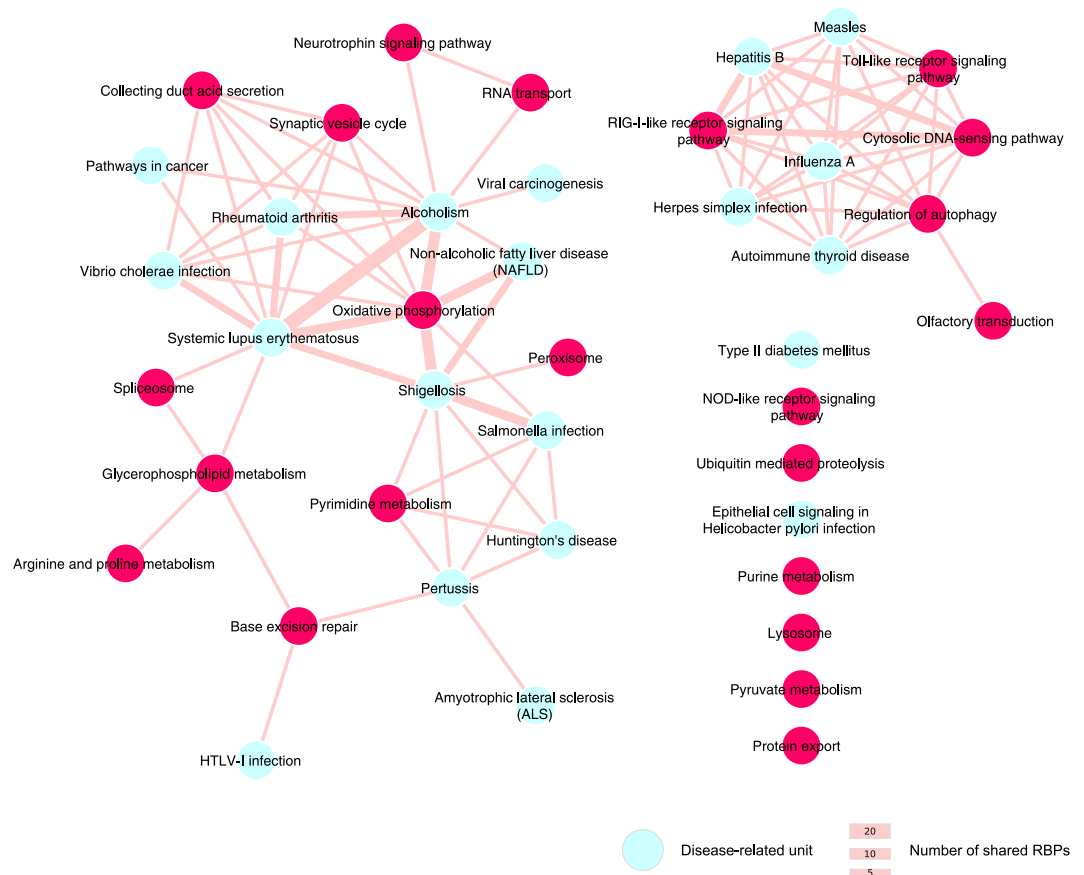 Measles
Neurotrophin signaling pathway
Hepatitis B
Toll-like receptor signaling
pathway
Collecting duct acid secretion
RNA transport
Synaptic vesicle cycle
RIG-I-like receptor signaling
pathway
Cytosolic DNA-sensing pathway
Pathways in cancer
Influenza A
Viral carcinogenesis
Rheumatoid arthritis
Alcoholism
Herpes simplex infection
Regulation of autophagy
Non-alcoholic fatty liver disease
(NAFLD)
Autoimmune thyroid disease
Vibrio cholerae infection
Oxidative phosphorylation
Olfactory transduction
Systemic lupus erythematosus
Type II diabetes mellitus
Peroxisome
Spliceosome
Shigellosis
NOD-like receptor signaling
pathway
Salmonella infection
Ubiquitin mediated proteolysis
Glycerophospholipid metabolism
Pyrimidine metabolism
Epithelial cell signaling in
Helicobacter pylori infection
Huntington's disease
Arginine and proline metabolism
Purine metabolism
Pertussis
Base excision repair
Lysosome
Pyruvate metabolism
Amyotrophic lateral sclerosis
(ALS)
Protein export
HTLV-I infection
20
Disease-related unit
10
Number of shared RBPs
5